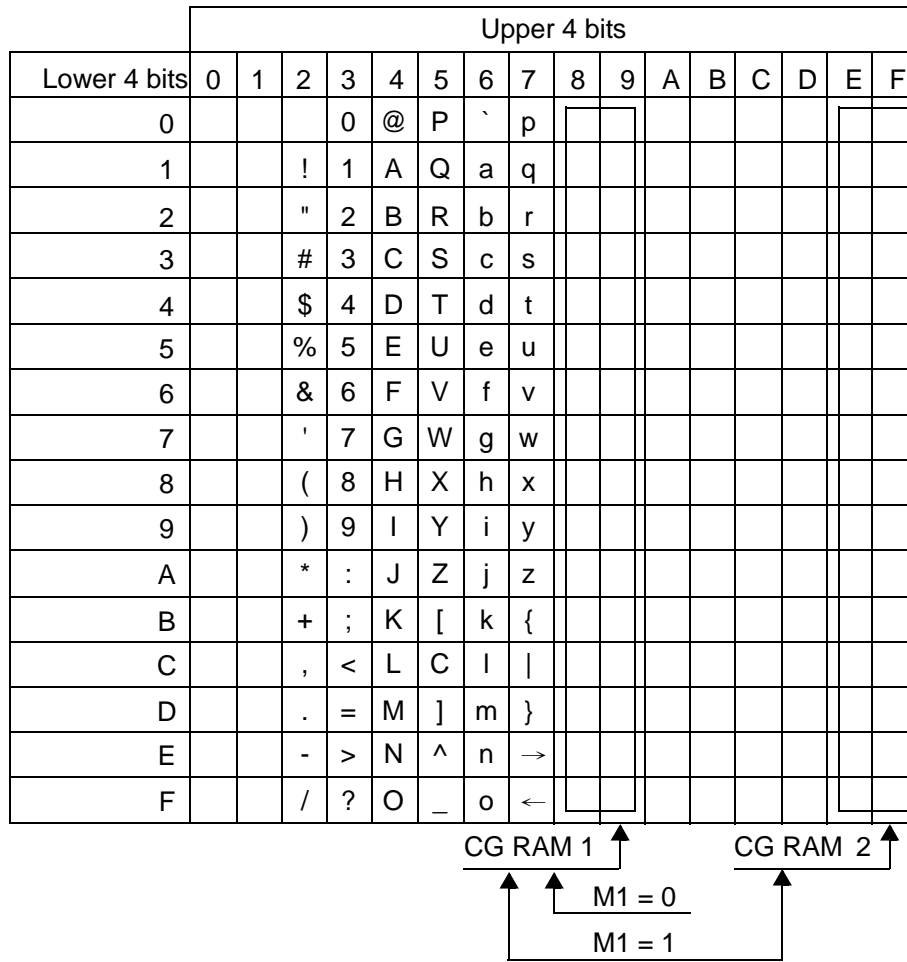 Upper 4 bits
Lower 4 bits 0 1 2 3 4 5 6 7 8 9 A B C D E F
0 0 @ P ` p
1 ! 1 A Q a q
2 " 2 B R b r
3 # 3 C S c s
4 $ 4 D T d t
5 % 5 E U e u
6 & 6 F V f v
7 ' 7 G W g w
8 ( 8 H X h x
9 ) 9 I Y i y
A * : J Z j z
B + ; K [ k {
C , < L C l |
D . = M ] m }
E - > N ^ n →
F / ? O _ o ←
CG RAM 1 CG RAM 2
M1 = 0
M1 = 1